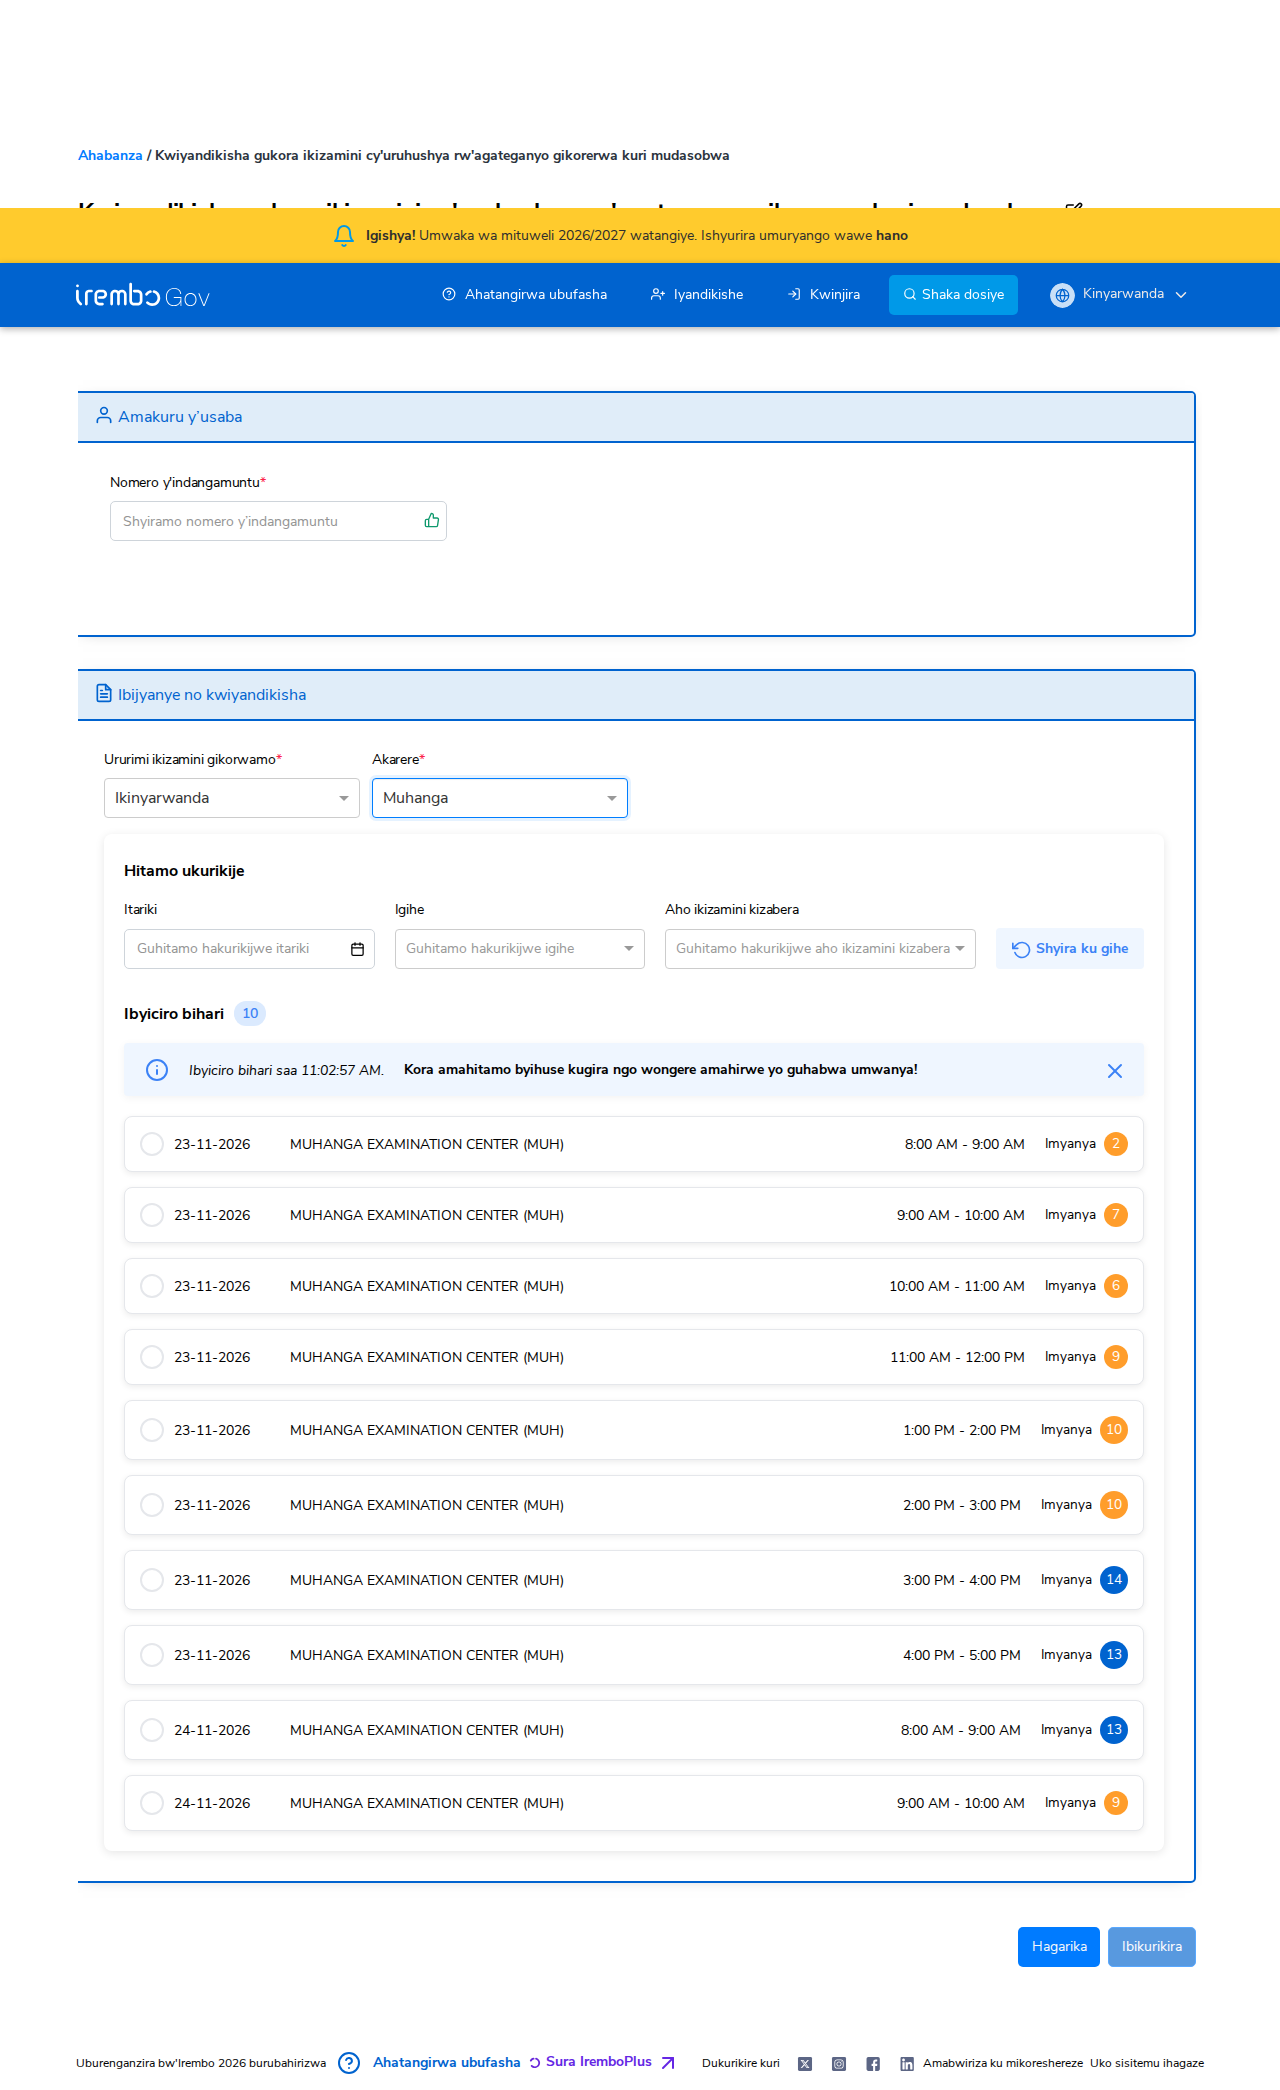 Ahabanza / Kwiyandikisha gukora ikizamini cy'uruhushya rw'agateganyo gikorerwa kuri mudasobwa
Igishya! Umwaka wa mituweli 2026/2027 watangiye. Ishyurira umuryango wawe hano
irembo Gov
Ahatangirwa ubufasha
Iyandikishe
Kwinjira
Shaka dosiye
Kinyarwanda
Amakuru y’usaba
Nomero y'indangamuntu*
Shyiramo nomero y’indangamuntu
Ibijyanye no kwiyandikisha
Ururimi ikizamini gikorwamo* Akarere*
Ikinyarwanda Muhanga
Hitamo ukurikije
Itariki Igihe Aho ikizamini kizabera
Guhitamo hakurikijwe itariki Guhitamo hakurikijwe igihe Guhitamo hakurikijwe aho ikizamini kizabera Shyira ku gihe
Ibyiciro bihari 10
Ibyiciro bihari saa 11:02:57 AM. Kora amahitamo byihuse kugira ngo wongere amahirwe yo guhabwa umwanya!
23-11-2026 MUHANGA EXAMINATION CENTER (MUH) 8:00 AM - 9:00 AM Imyanya 2
23-11-2026 MUHANGA EXAMINATION CENTER (MUH) 9:00 AM - 10:00 AM Imyanya 7
23-11-2026 MUHANGA EXAMINATION CENTER (MUH) 10:00 AM - 11:00 AM Imyanya 6
23-11-2026 MUHANGA EXAMINATION CENTER (MUH) 11:00 AM - 12:00 PM Imyanya 9
23-11-2026 MUHANGA EXAMINATION CENTER (MUH) 1:00 PM - 2:00 PM Imyanya 10
23-11-2026 MUHANGA EXAMINATION CENTER (MUH) 2:00 PM - 3:00 PM Imyanya 10
23-11-2026 MUHANGA EXAMINATION CENTER (MUH) 3:00 PM - 4:00 PM Imyanya 14
23-11-2026 MUHANGA EXAMINATION CENTER (MUH) 4:00 PM - 5:00 PM Imyanya 13
24-11-2026 MUHANGA EXAMINATION CENTER (MUH) 8:00 AM - 9:00 AM Imyanya 13
24-11-2026 MUHANGA EXAMINATION CENTER (MUH) 9:00 AM - 10:00 AM Imyanya 9
Hagarika Ibikurikira
Uburenganzira bw'Irembo 2026 burubahirizwa Ahatangirwa ubufasha Sura IremboPlus Dukurikire kuri Amabwiriza ku mikoreshereze Uko sisitemu ihagaze